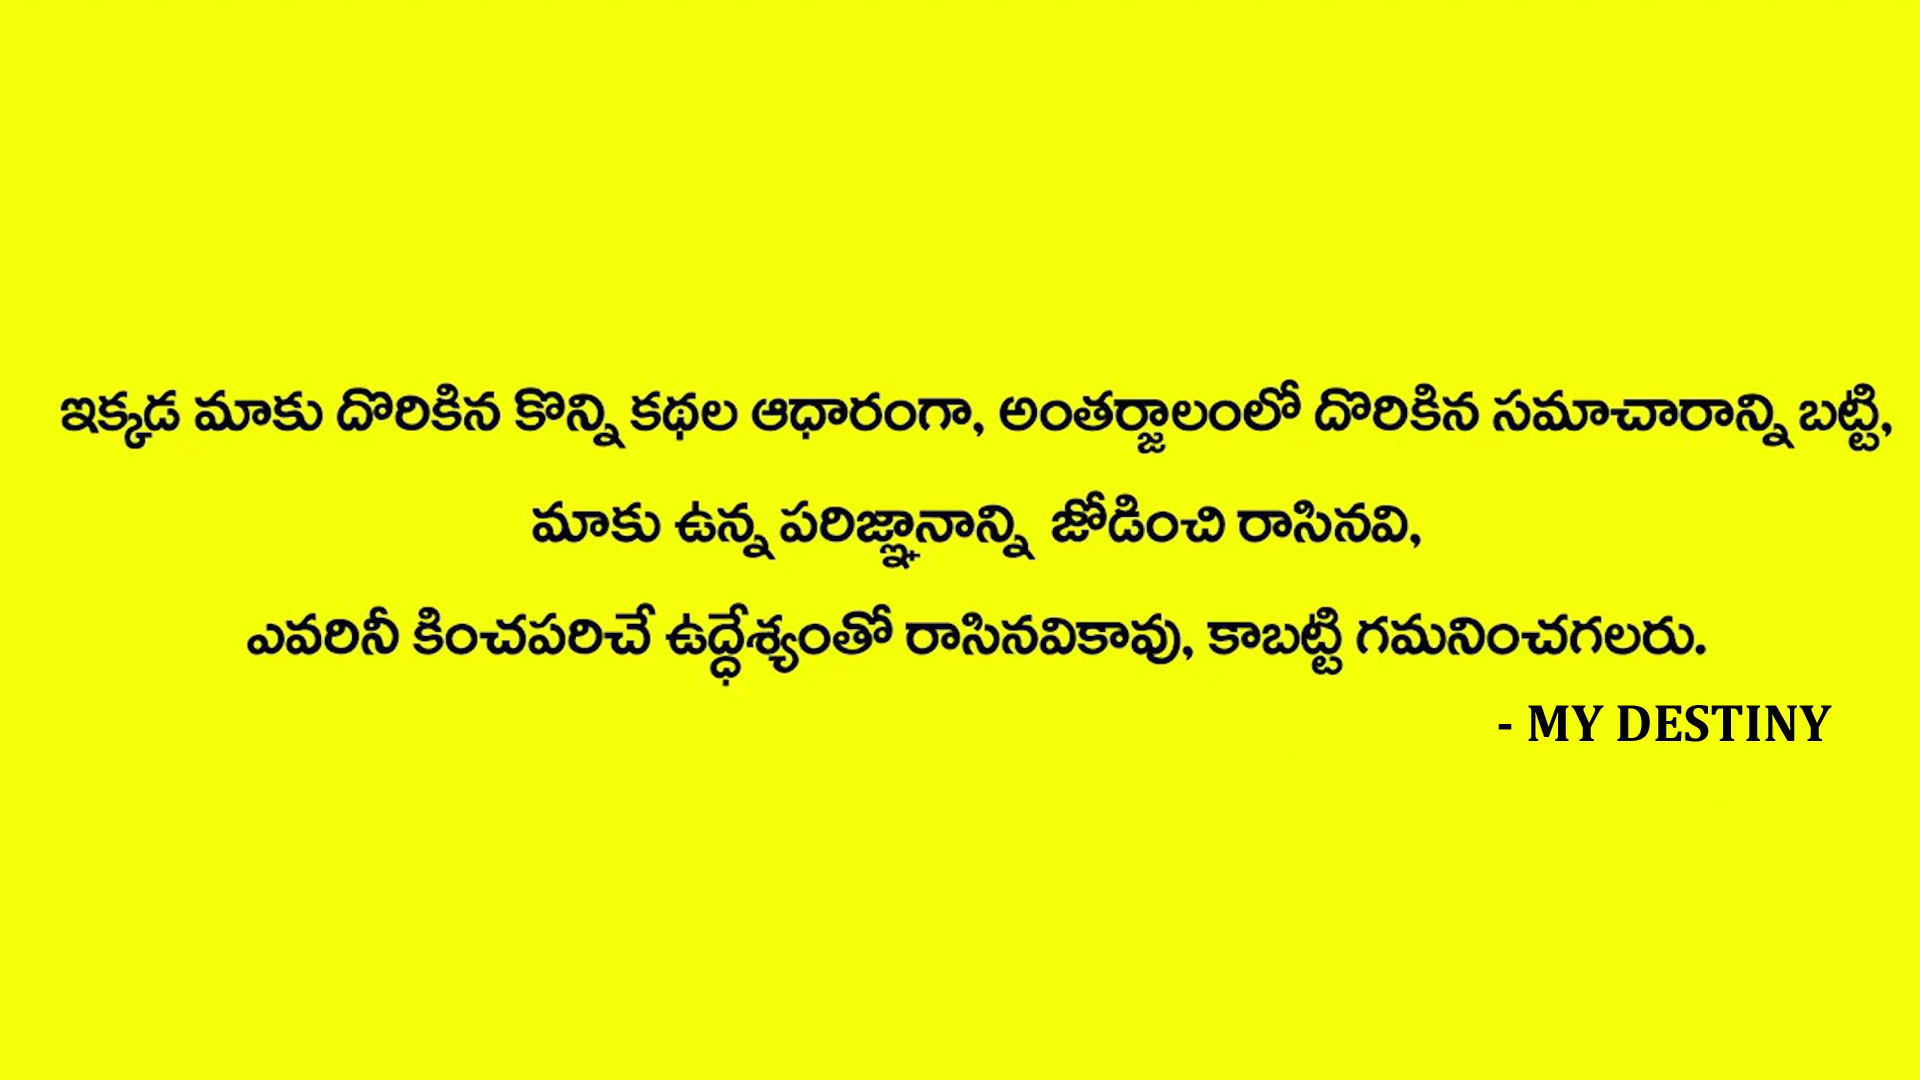 ఇక్కడ మాకు దొరికిన కొన్ని కథల ఆధారంగా, అంతర్జాలంలో దొరికిన సమాచారాన్ని బట్టి,
మాకు ఉన్న పరిజ్ఞానాన్ని జోడించి రాసినవి,
ఎవరినీ కించపరిచే ఉద్ధేశ్యంతో రాసినవికావు, కాబట్టి గమనించగలరు.
- MY DESTINY